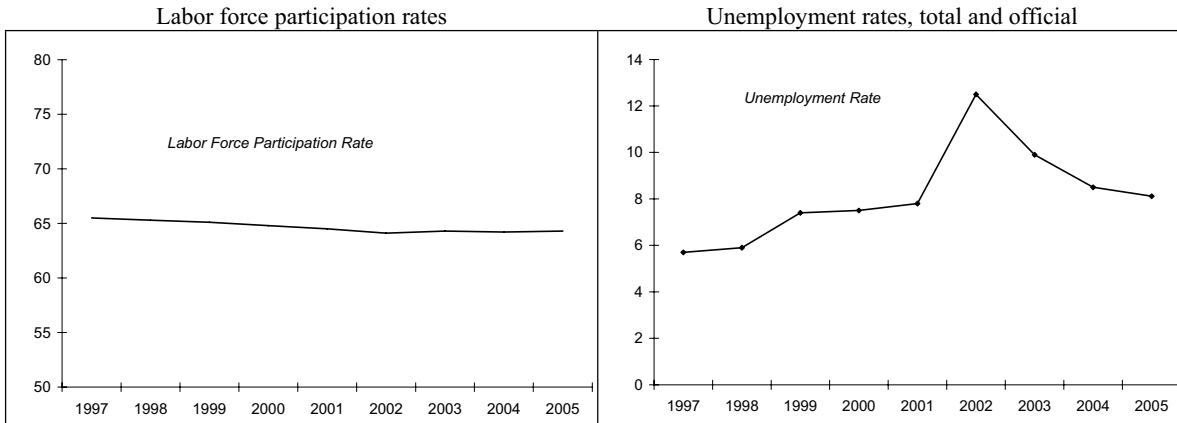 Labor force participation rates
80
75
Labor Force Participation Rate
70
65
60
55
50
1997 1998 1999 2000 2001 2002 2003 2004 2005
Unemployment rates, total and official
14
Unemployment Rate
12
10
8
6
4
2
0
1997 1998 1999 2000 2001 2002 2003 2004 2005